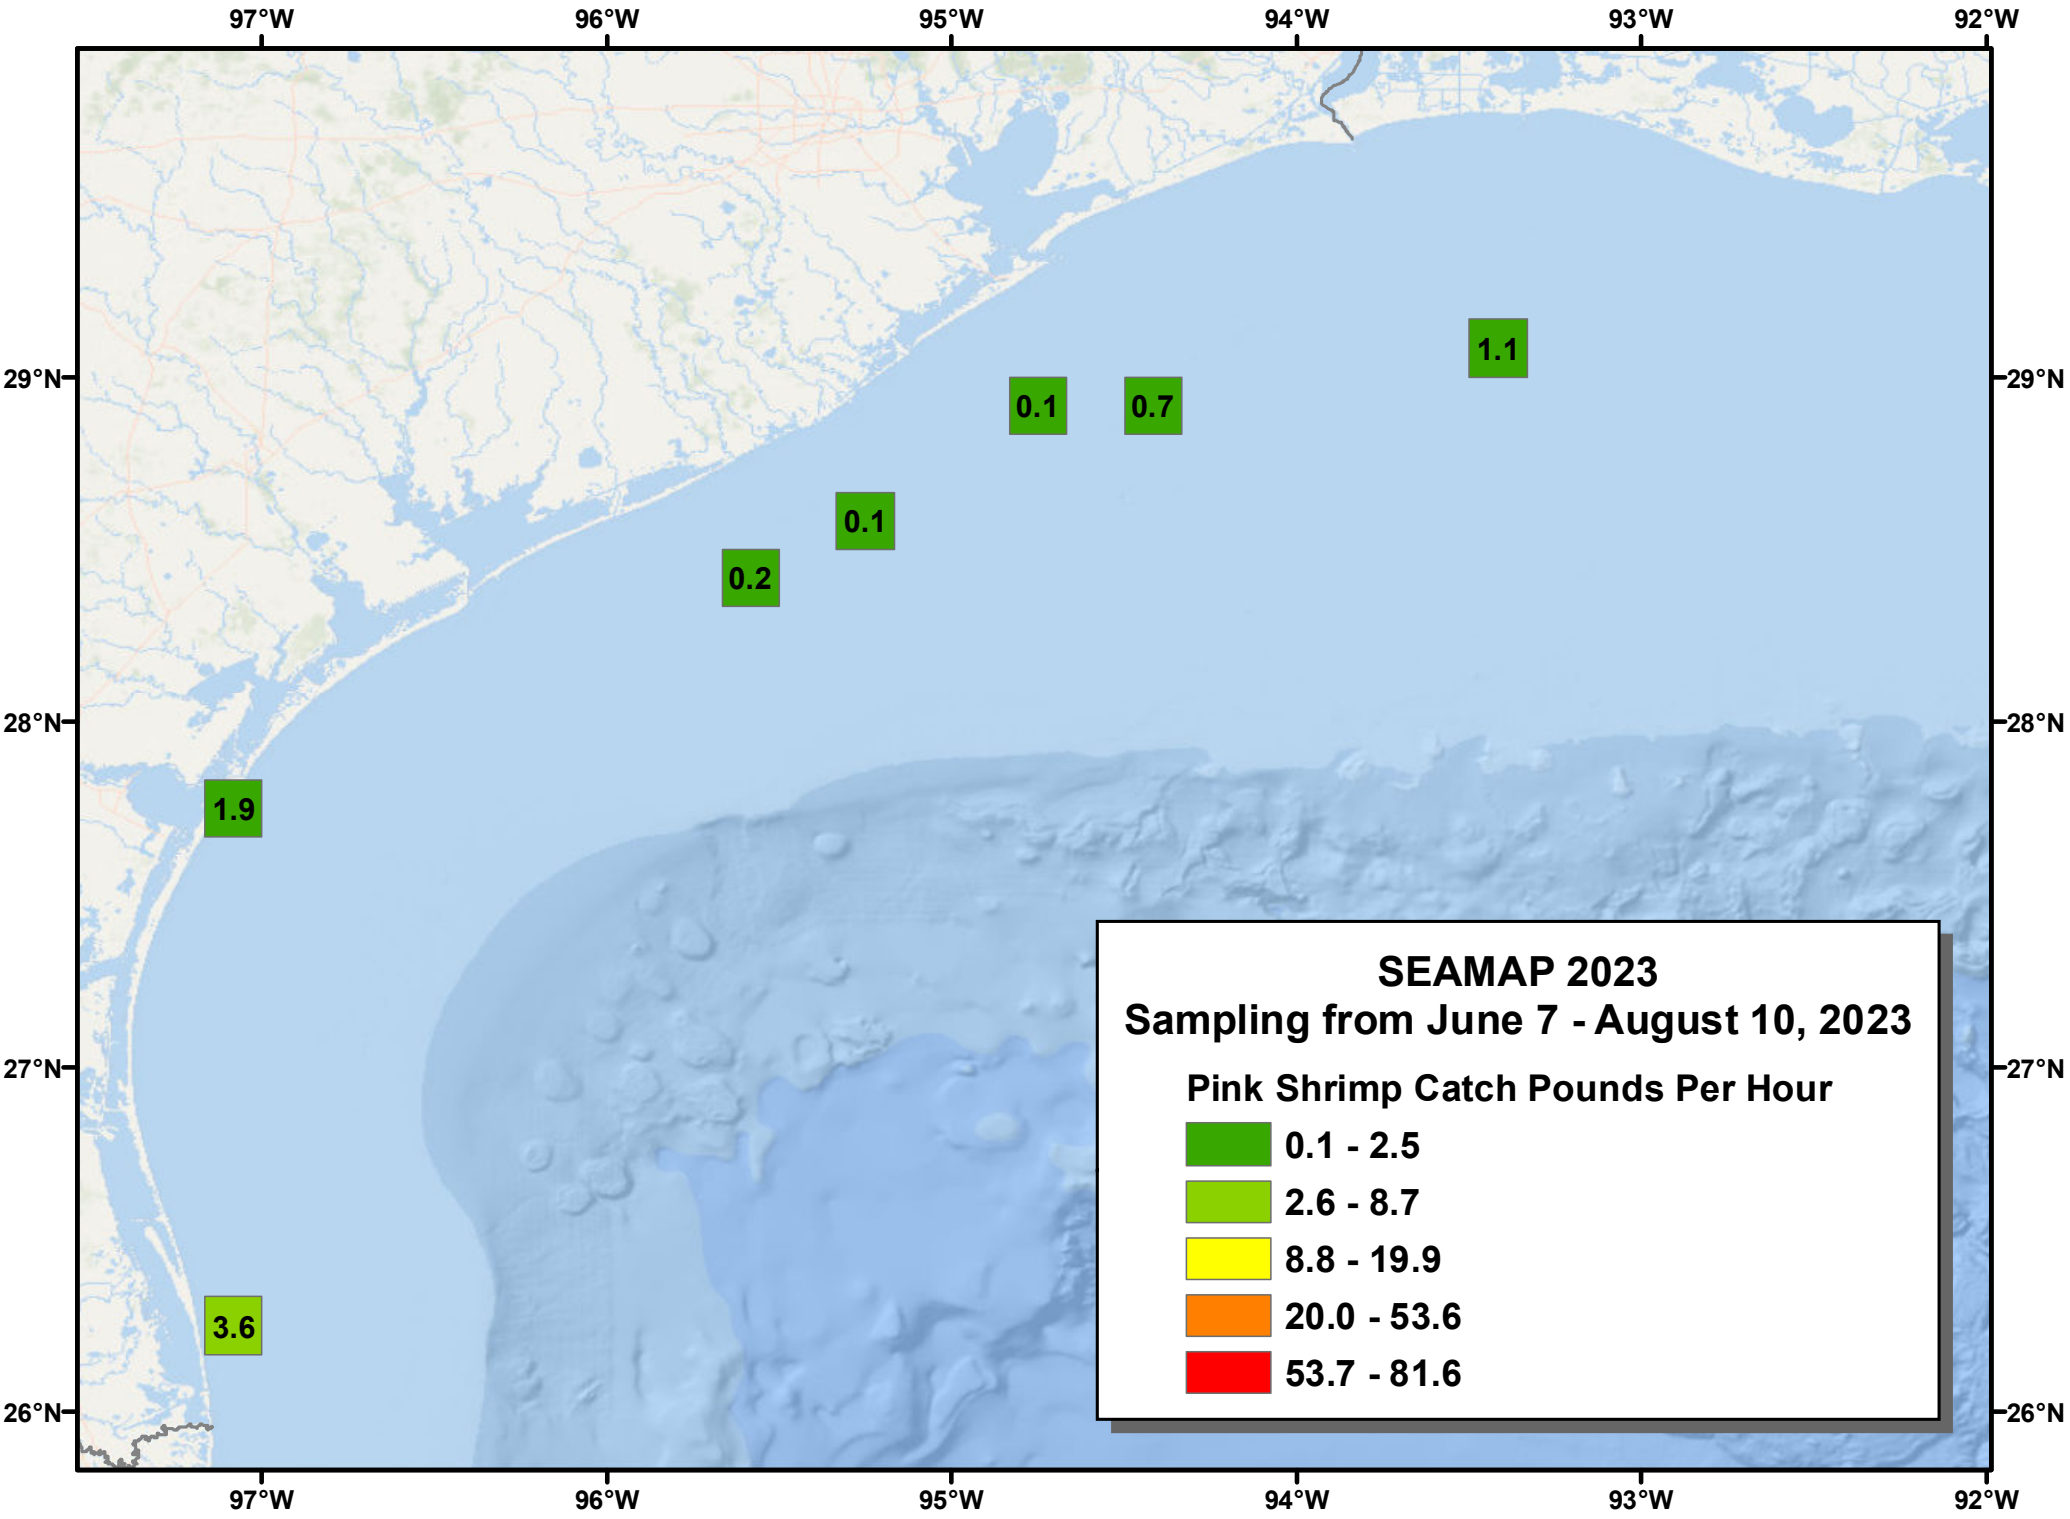 97°W 96°W 95°W 94°W 93°W 92°W
1.1
29°N 29°N
0.1 0.7
0.1
0.2
28°N 28°N
1.9
SEAMAP 2023
Sampling from June 7 - August 10, 2023
27°N 27°N
Pink Shrimp Catch Pounds Per Hour
0.1 - 2.5
2.6 - 8.7
8.8 - 19.9
3.6
20.0 - 53.6
53.7 - 81.6
26°N 26°N
97°W 96°W 95°W 94°W 93°W 92°W